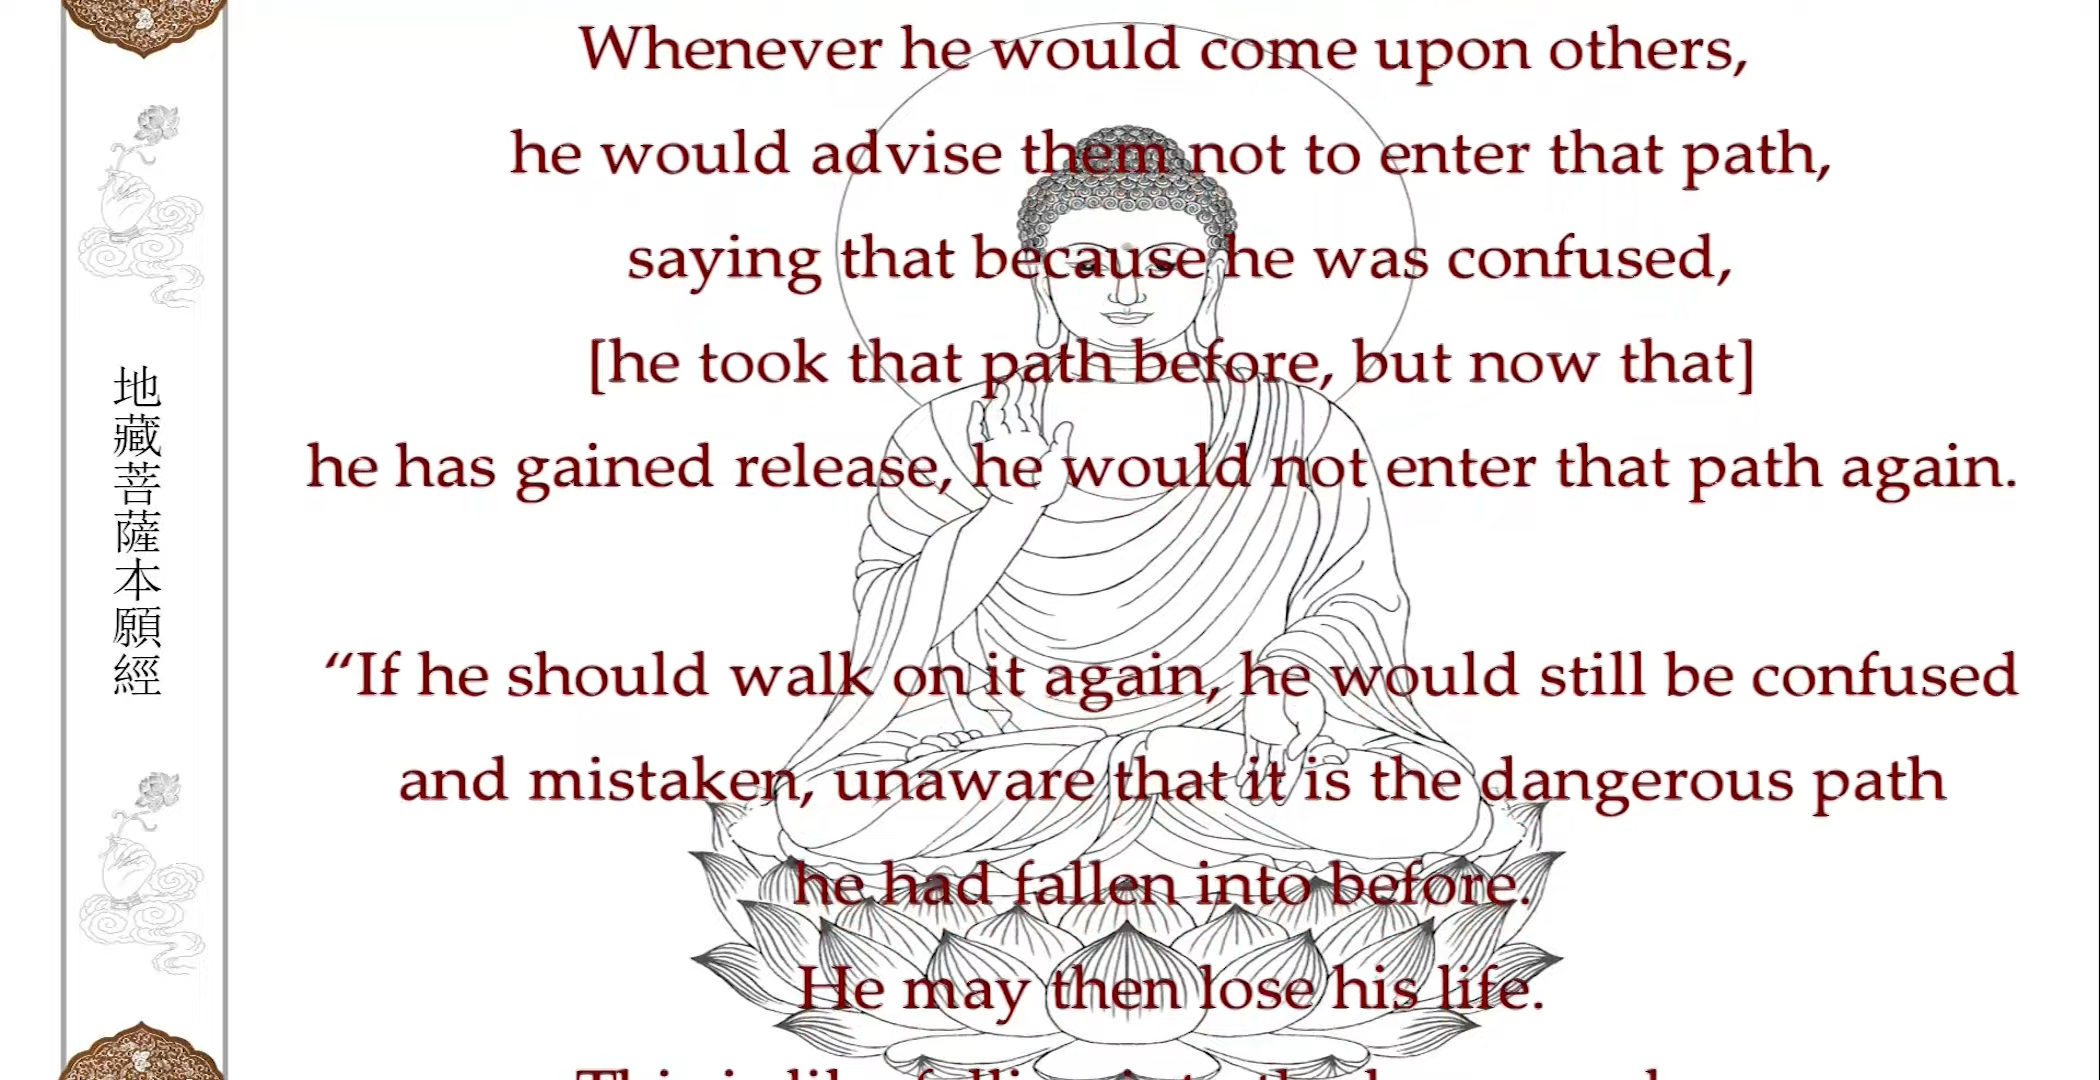 地藏菩薩本願經
Whenever he would come upon others,
he would advise them not to enter that path,
saying that because he was confused,
[he took that path before, but now that]
he has gained release, he would not enter that path again.
“If he should walk on it again, he would still be confused
and mistaken, unaware that it is the dangerous path
he had fallen into before.
He may then lose his life.